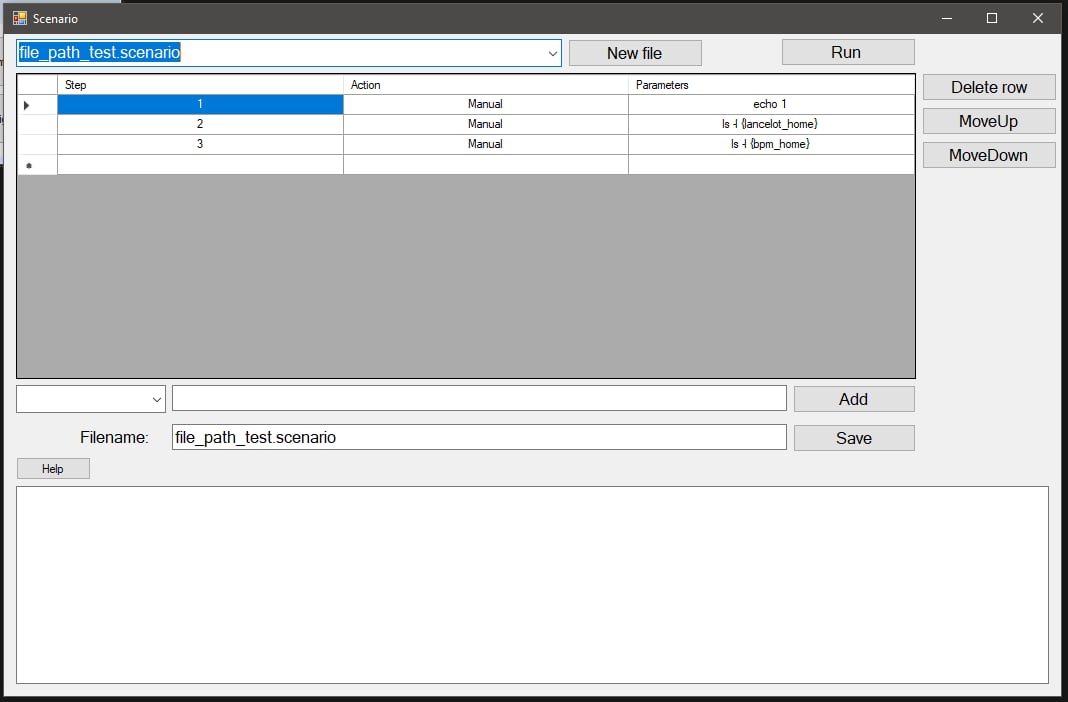 Scenario
file_path_test.scenario
New file
Run
Step Action Parameters
1 Manual echo 1
2 Manual ls -l {lancelot_home}
3 Manual ls -l {bpm_home}
*
Delete row
MoveUp
MoveDown
Add
Filename: file_path_test.scenario
Save
Help